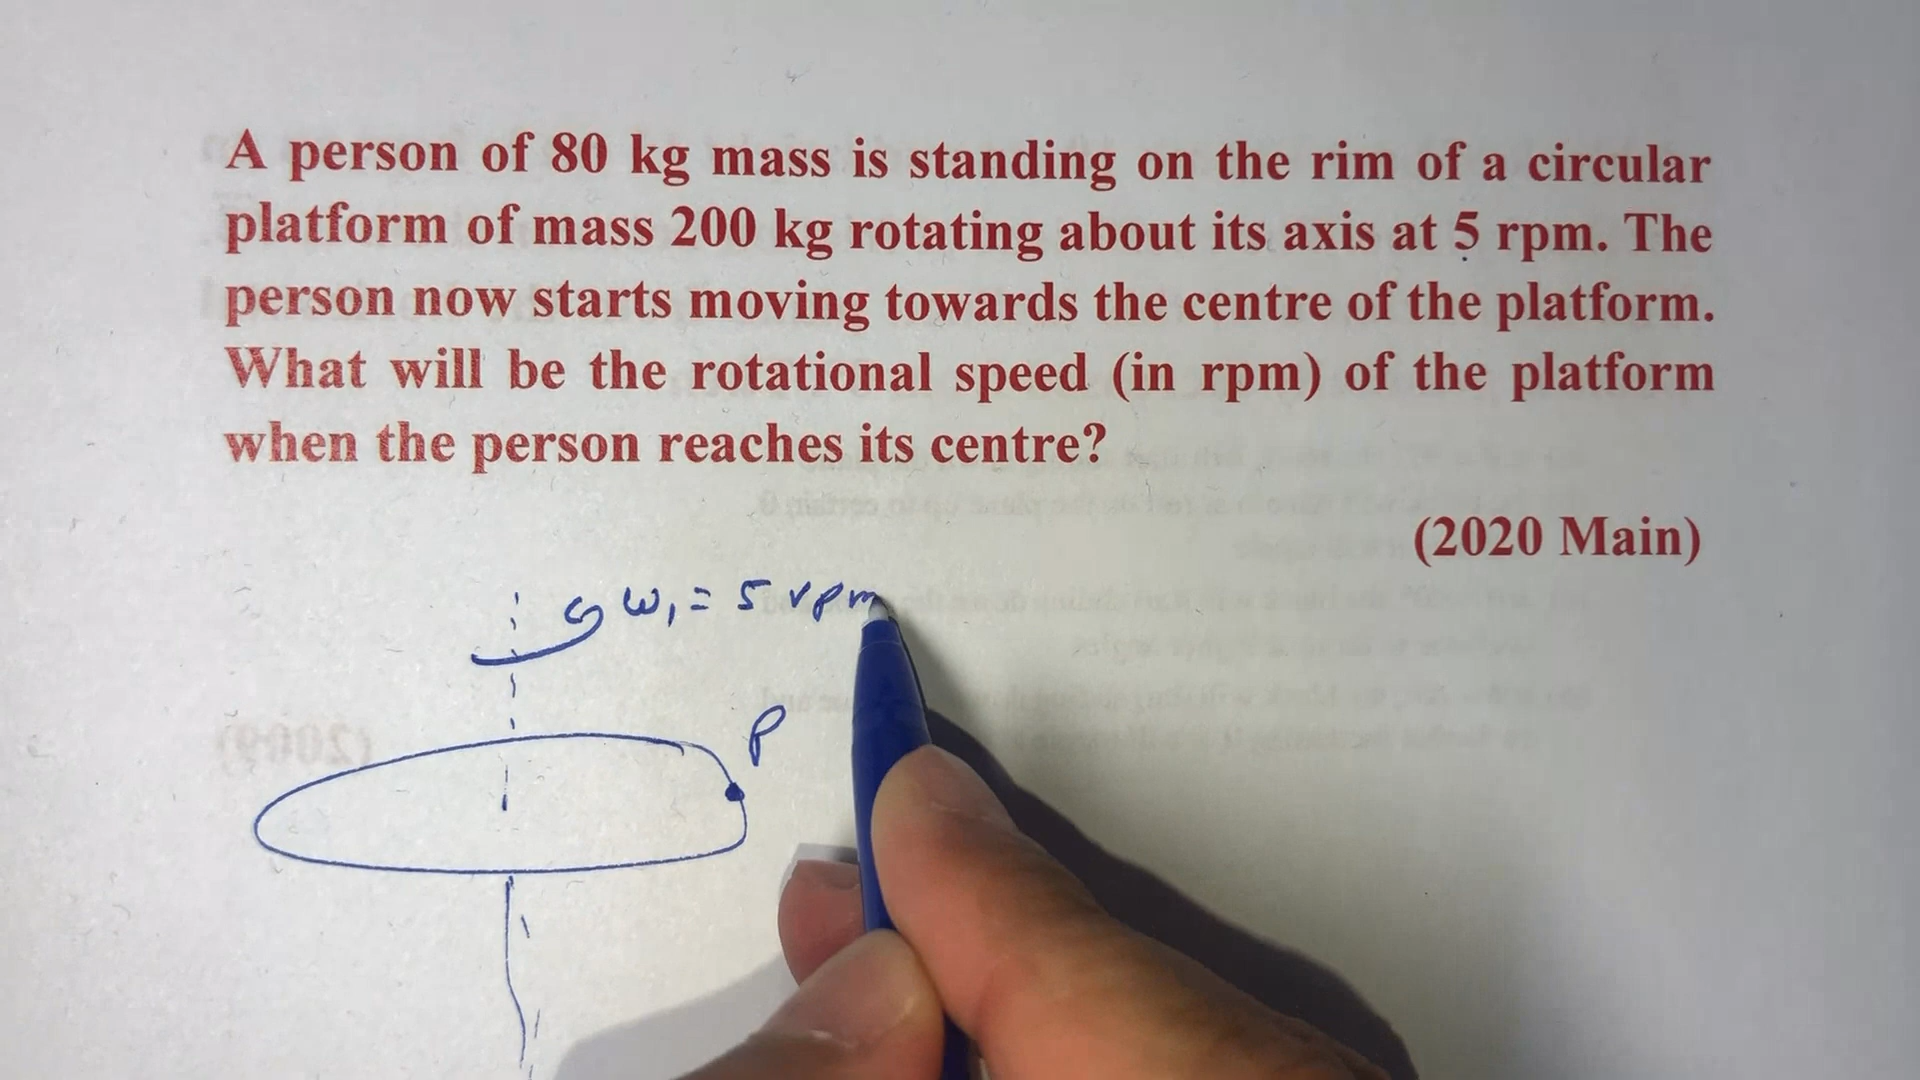 A person of 80 kg mass is standing on the rim of a circular
platform of mass 200 kg rotating about its axis at 5 rpm. The
person now starts moving towards the centre of the platform.
What will be the rotational speed (in rpm) of the platform
when the person reaches its centre?
(2020 Main)
ω₁ = 5 rpm
P
(2009)